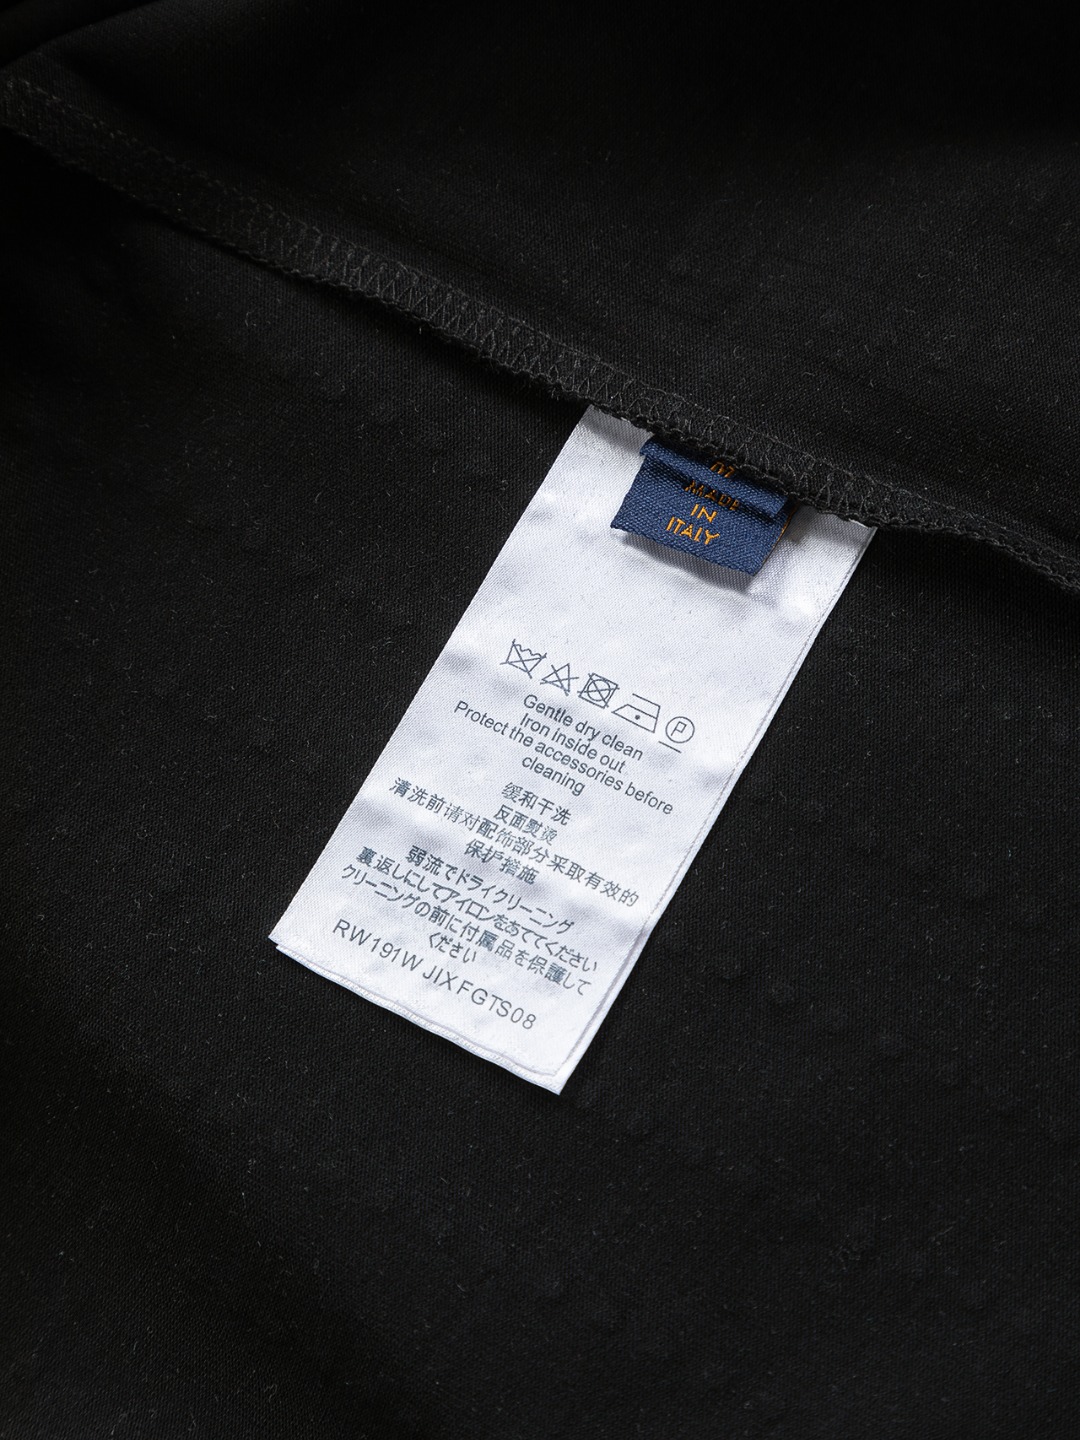 MADE
IN
ITALY
P
Gentle dry clean
Iron inside out
Protect the accessories before
cleaning
缓和干洗
反面熨烫
清洗前请对配饰部分采取有效的
保护措施
弱流でドライクリーニング
裏返しにしてアイロンをあててください
クリーニングの前に付属品を保護して
ください
RW191W JIX FGTS08